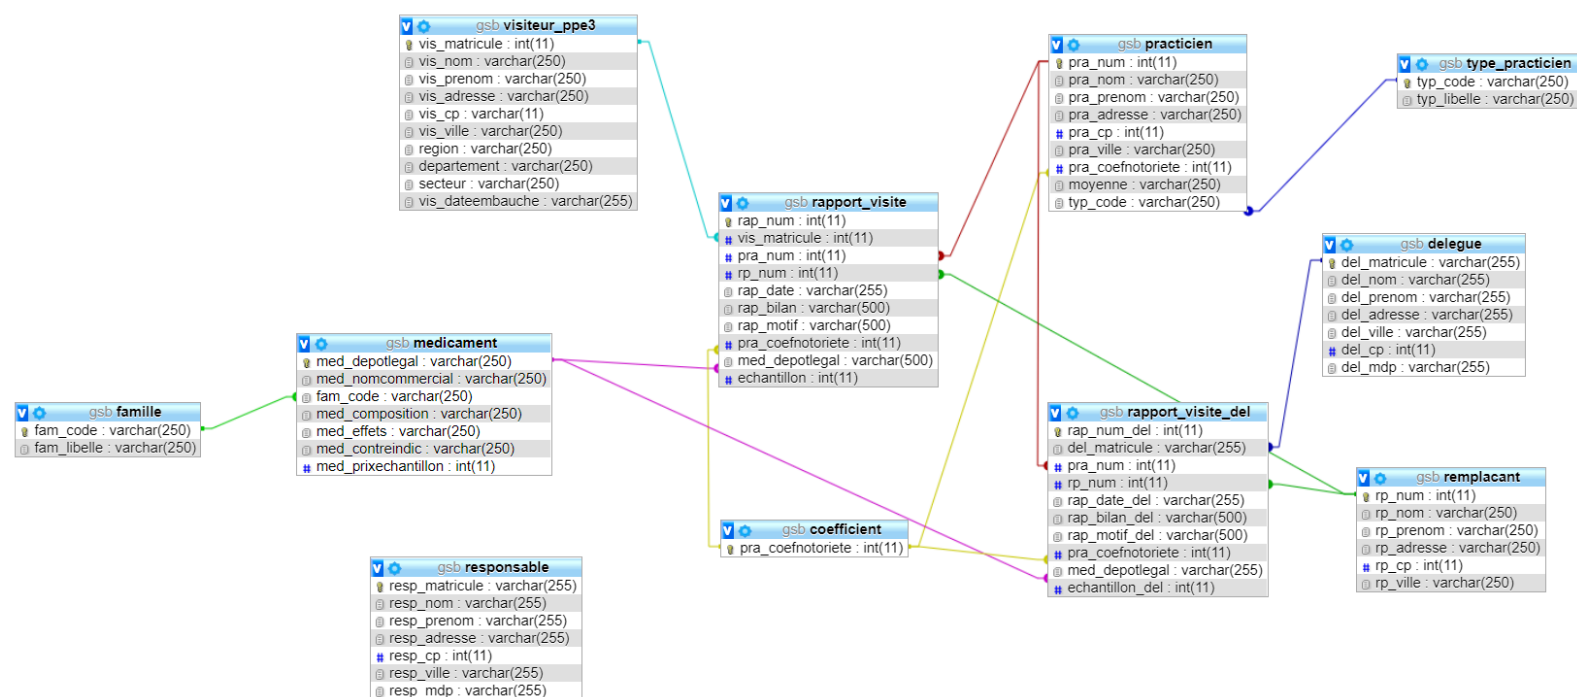 gsb visiteur_ppe3
vis_matricule : int(11)
vis_nom : varchar(250)
vis_prenom : varchar(250)
vis_adresse : varchar(250)
vis_cp : varchar(11)
vis_ville : varchar(250)
region : varchar(250)
departement : varchar(250)
secteur : varchar(250)
vis_dateembauche : varchar(255)
gsb practicien
pra_num : int(11)
pra_nom : varchar(250)
pra_prenom : varchar(250)
pra_adresse : varchar(250)
pra_cp : int(11)
pra_ville : varchar(250)
pra_coefnotoriete : int(11)
moyenne : varchar(250)
typ_code : varchar(250)
gsb type_practicien
typ_code : varchar(250)
typ_libelle : varchar(250)
gsb rapport_visite
rap_num : int(11)
vis_matricule : int(11)
pra_num : int(11)
rp_num : int(11)
rap_date : varchar(255)
rap_bilan : varchar(500)
rap_motif : varchar(500)
pra_coefnotoriete : int(11)
med_depotlegal : varchar(500)
echantillon : int(11)
gsb delegue
del_matricule : varchar(255)
del_nom : varchar(255)
del_prenom : varchar(255)
del_adresse : varchar(255)
del_ville : varchar(255)
del_cp : int(11)
del_mdp : varchar(255)
gsb medicament
med_depotlegal : varchar(250)
med_nomcommercial : varchar(250)
fam_code : varchar(250)
med_composition : varchar(250)
med_effets : varchar(250)
med_contreindic : varchar(250)
med_prixechantillon : int(11)
gsb famille
fam_code : varchar(250)
fam_libelle : varchar(250)
gsb rapport_visite_del
rap_num_del : int(11)
del_matricule : varchar(255)
pra_num : int(11)
rp_num : int(11)
rap_date_del : varchar(255)
rap_bilan_del : varchar(500)
rap_motif_del : varchar(500)
pra_coefnotoriete : int(11)
med_depotlegal : varchar(255)
echantillon_del : int(11)
gsb remplacant
rp_num : int(11)
rp_nom : varchar(250)
rp_prenom : varchar(250)
rp_adresse : varchar(250)
rp_cp : int(11)
rp_ville : varchar(250)
gsb coefficient
pra_coefnotoriete : int(11)
gsb responsable
resp_matricule : varchar(255)
resp_nom : varchar(255)
resp_prenom : varchar(255)
resp_adresse : varchar(255)
resp_cp : int(11)
resp_ville : varchar(255)
resp_mdp : varchar(255)